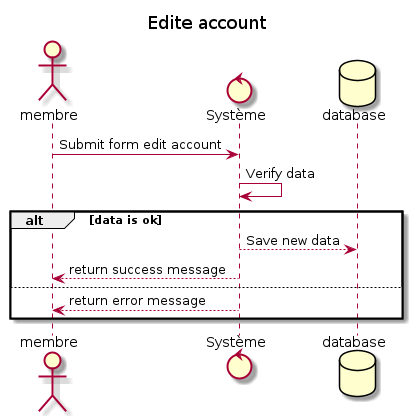 Edite account
membre
Système
database
Submit form edit account
Verify data
alt [data is ok]
Save new data
return success message
return error message
membre
Système
database